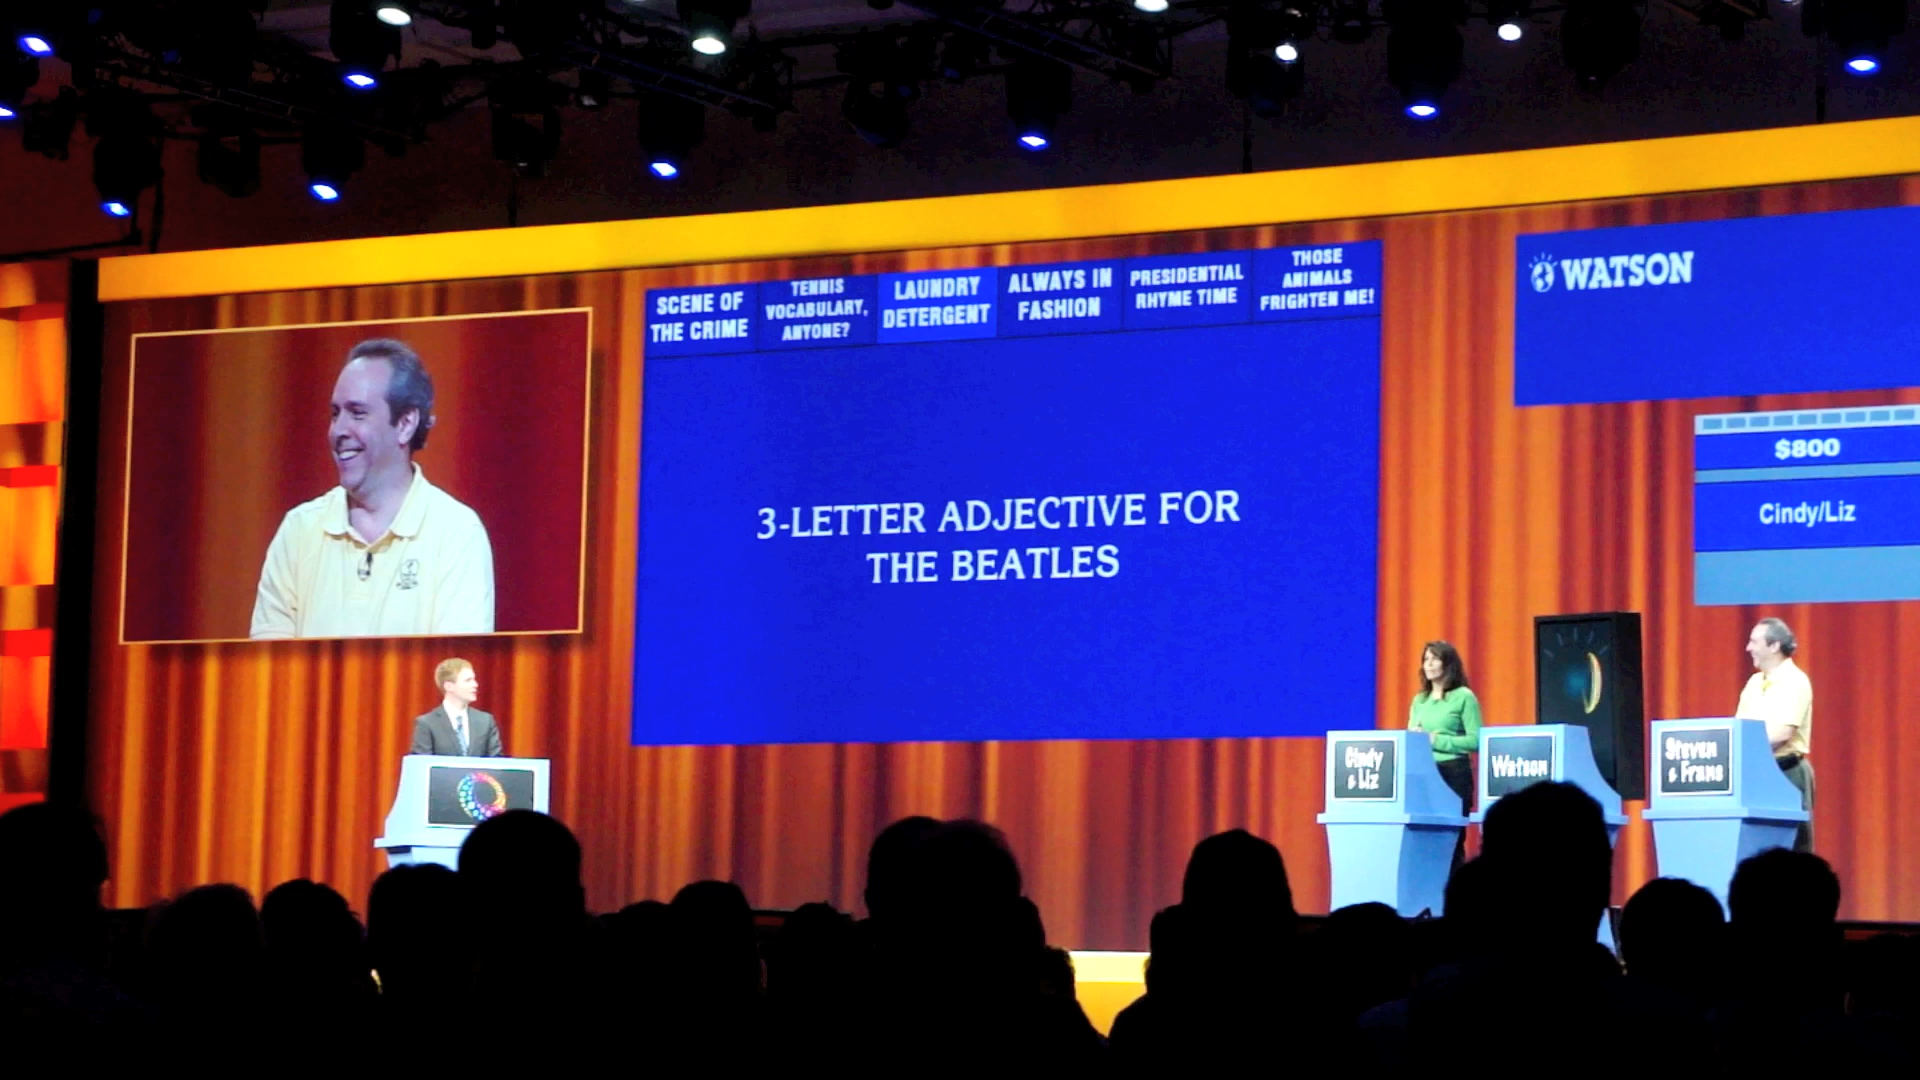 SCENE OF
THE CRIME
TENNIS
VOCABULARY,
ANYONE?
LAUNDRY
DETERGENT
ALWAYS IN
FASHION
PRESIDENTIAL
RHYME TIME
THOSE
ANIMALS
FRIGHTEN ME!
3-LETTER ADJECTIVE FOR
THE BEATLES
WATSON
$800
Cindy/Liz
Cindy
& Liz
Watson
Steven
& Frans